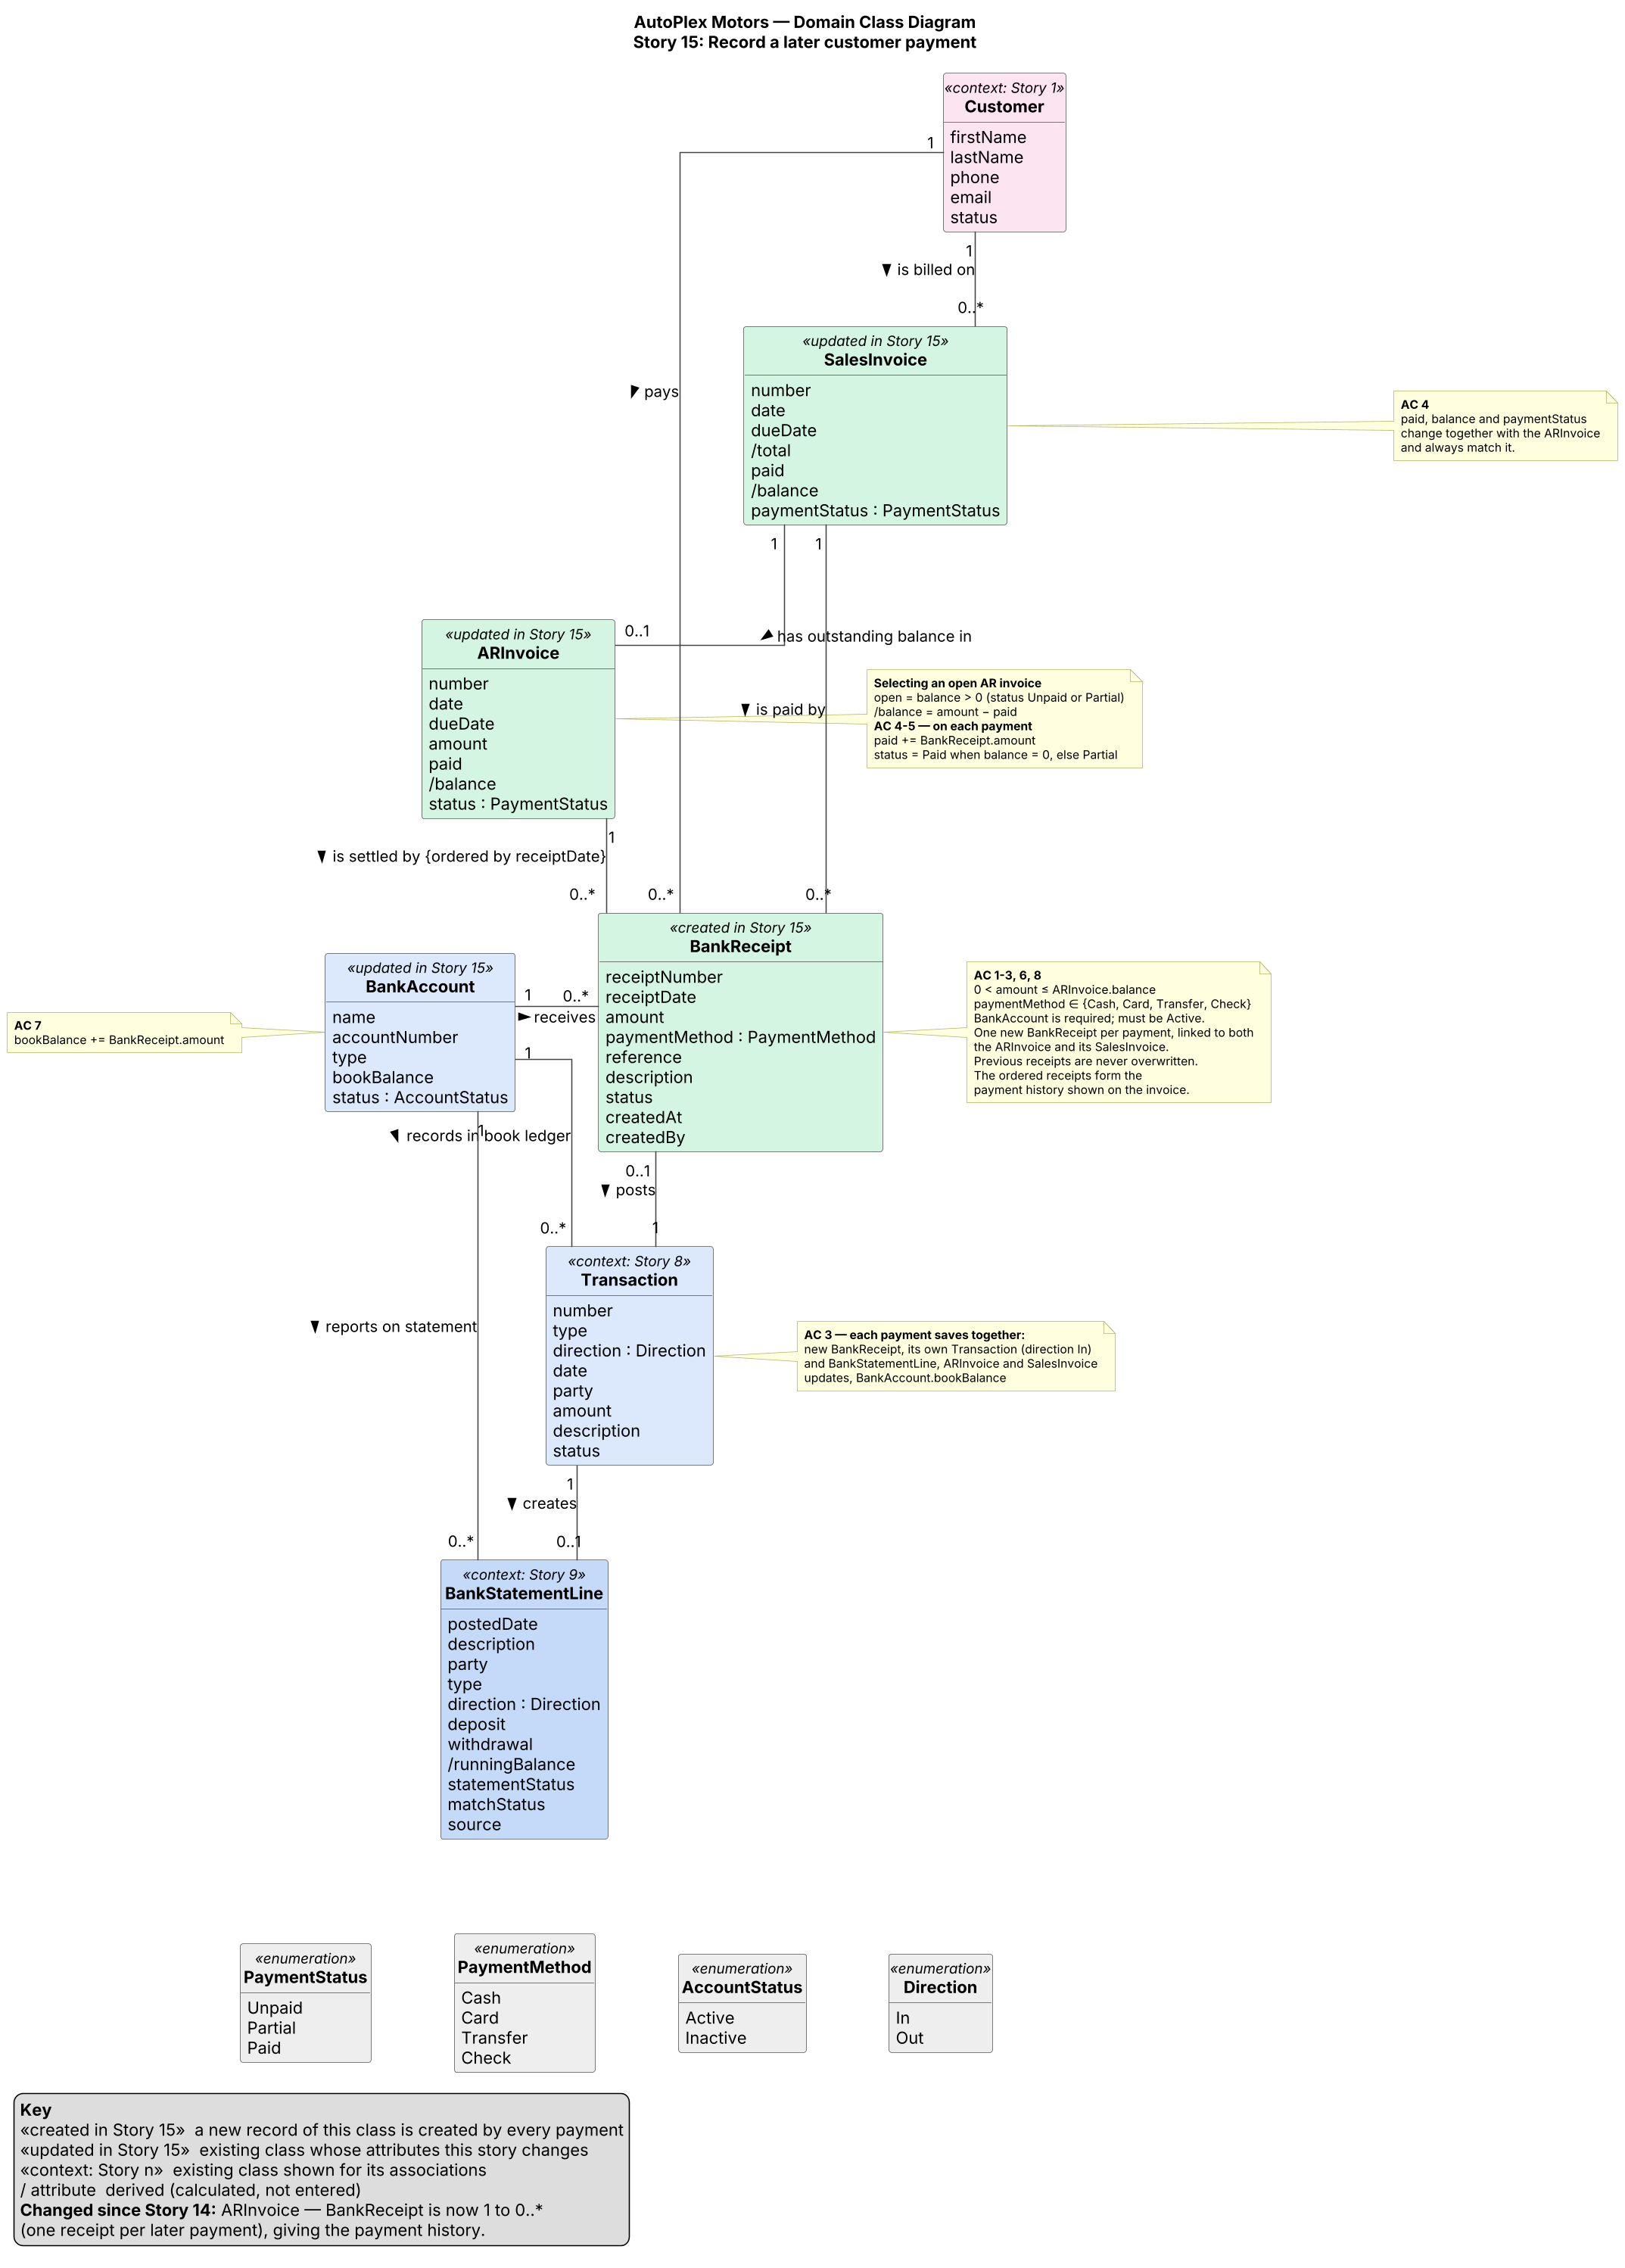 AutoPlex Motors — Domain Class Diagram
Story 15: Record a later customer payment
«context: Story 1»
Customer
firstName
lastName
phone
email
status
1
1
is billed on
0..*
pays
«updated in Story 15»
SalesInvoice
number
date
dueDate
/total
paid
/balance
paymentStatus : PaymentStatus
AC 4
paid, balance and paymentStatus
change together with the ARInvoice
and always match it.
1
1
0..1
has outstanding balance in
«updated in Story 15»
ARInvoice
number
date
dueDate
amount
paid
/balance
status : PaymentStatus
is paid by
Selecting an open AR invoice
open = balance > 0 (status Unpaid or Partial)
/balance = amount − paid
AC 4-5 — on each payment
paid += BankReceipt.amount
status = Paid when balance = 0, else Partial
1
is settled by {ordered by receiptDate}
0..*
0..*
0..*
«created in Story 15»
BankReceipt
receiptNumber
receiptDate
amount
paymentMethod : PaymentMethod
reference
description
status
createdAt
createdBy
«updated in Story 15»
BankAccount
name
accountNumber
type
bookBalance
status : AccountStatus
1
0..*
receives
1
AC 7
bookBalance += BankReceipt.amount
AC 1-3, 6, 8
0 < amount ≤ ARInvoice.balance
paymentMethod ∈ {Cash, Card, Transfer, Check}
BankAccount is required; must be Active.
One new BankReceipt per payment, linked to both
the ARInvoice and its SalesInvoice.
Previous receipts are never overwritten.
The ordered receipts form the
payment history shown on the invoice.
1
records in book ledger
0..1
posts
0..*
1
«context: Story 8»
Transaction
number
type
direction : Direction
date
party
amount
description
status
reports on statement
AC 3 — each payment saves together:
new BankReceipt, its own Transaction (direction In)
and BankStatementLine, ARInvoice and SalesInvoice
updates, BankAccount.bookBalance
1
creates
0..*
0..1
«context: Story 9»
BankStatementLine
postedDate
description
party
type
direction : Direction
deposit
withdrawal
/runningBalance
statementStatus
matchStatus
source
«enumeration»
PaymentStatus
Unpaid
Partial
Paid
«enumeration»
PaymentMethod
Cash
Card
Transfer
Check
«enumeration»
AccountStatus
Active
Inactive
«enumeration»
Direction
In
Out
Key
«created in Story 15»  a new record of this class is created by every payment
«updated in Story 15»  existing class whose attributes this story changes
«context: Story n»  existing class shown for its associations
/ attribute  derived (calculated, not entered)
Changed since Story 14: ARInvoice — BankReceipt is now 1 to 0..*
(one receipt per later payment), giving the payment history.